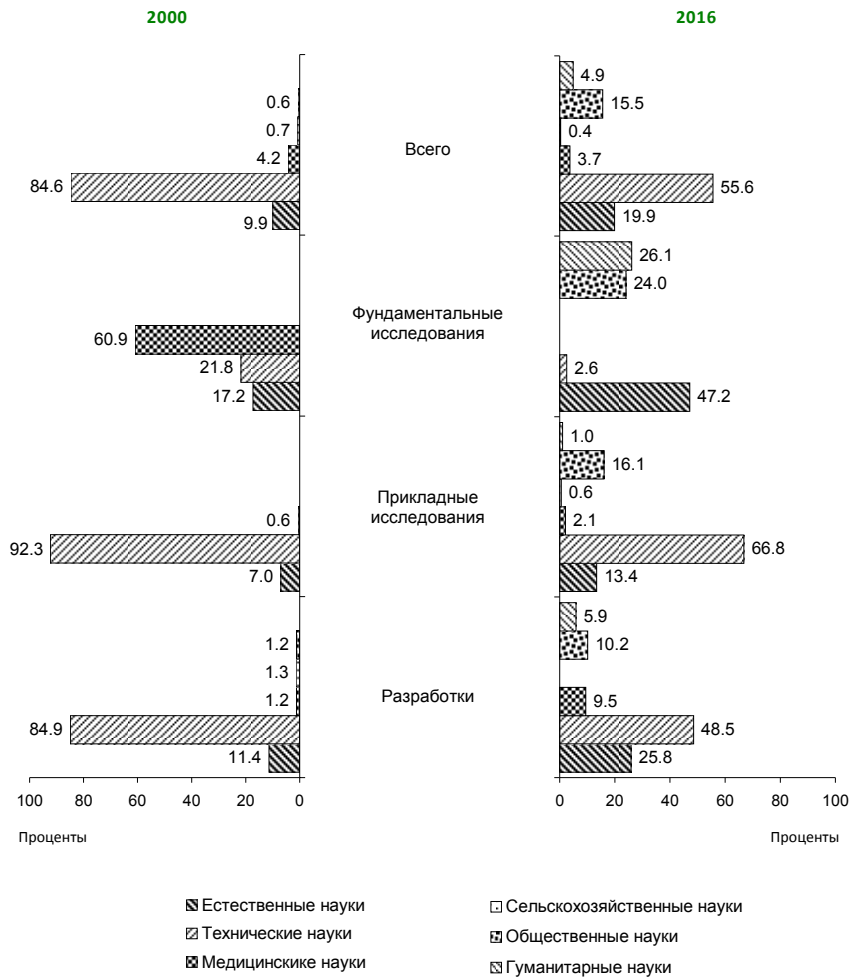 2000
2016
0.6
0.7
4.2
84.6
9.9
Всего
4.9
15.5
0.4
3.7
55.6
19.9
60.9
21.8
17.2
Фундаментальные
исследования
26.1
24.0
2.6
47.2
0.6
92.3
7.0
Прикладные
исследования
1.0
16.1
0.6
2.1
66.8
13.4
1.2
1.3
1.2
84.9
11.4
Разработки
5.9
10.2
9.5
48.5
25.8
100 80 60 40 20 0
0 20 40 60 80 100
Проценты
Проценты
Естественные науки
Технические науки
Медицинскике науки
Сельскохозяйственные науки
Общественные науки
Гуманитарные науки